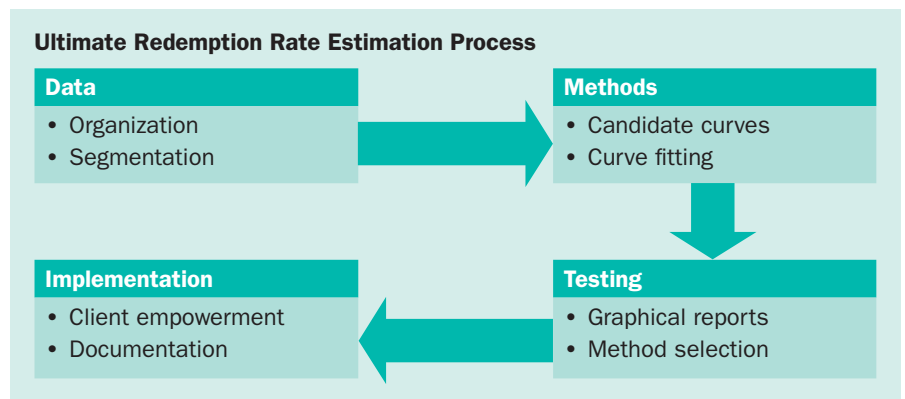 Ultimate Redemption Rate Estimation Process
Data
• Organization
• Segmentation
Methods
• Candidate curves
• Curve fitting
Testing
• Graphical reports
• Method selection
Implementation
• Client empowerment
• Documentation